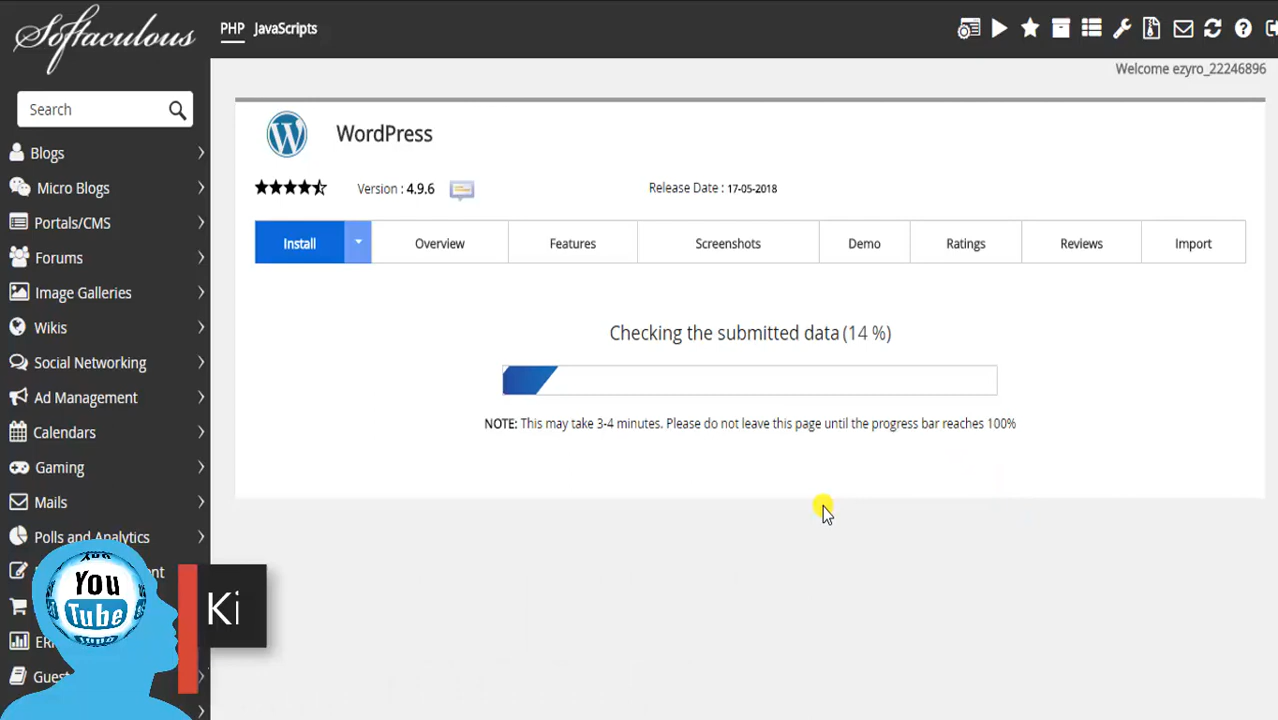 Softaculous
PHP JavaScripts
Welcome ezyro_22246896
Search
Blogs
Micro Blogs
Portals/CMS
Forums
Image Galleries
Wikis
Social Networking
Ad Management
Calendars
Gaming
Mails
Polls and Analytics
WordPress
Version : 4.9.6
Release Date : 17-05-2018
Install
Overview
Features
Screenshots
Demo
Ratings
Reviews
Import
Checking the submitted data (14 %)
NOTE: This may take 3-4 minutes. Please do not leave this page until the progress bar reaches 100%
You
Tube
Ki